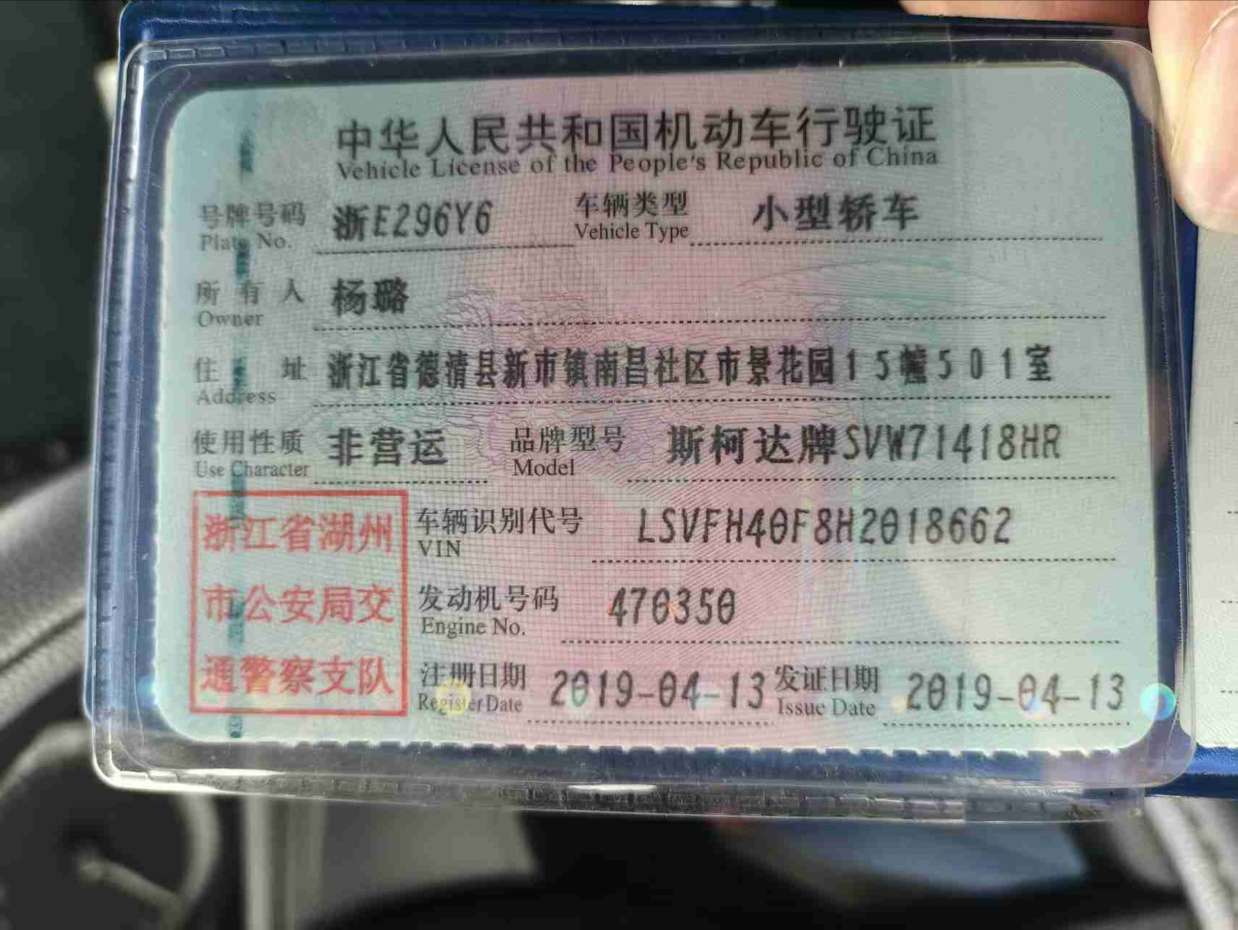 中华人民共和国机动车行驶证
Vehicle License of the People's Republic of China
号牌号码 浙E296Y6 车辆类型 小型轿车
Plate No. Vehicle Type
所有人 杨璐
Owner
住址 浙江省德清县新市镇南昌社区市景花园15幢501室
Address
使用性质 非营运 品牌型号 斯柯达牌SVW71418HR
Use Character Model
浙江省湖州
市公安局交
通警察支队
车辆识别代号 LSVFH40F8H2018662
VIN
发动机号码 470350
Engine No.
注册日期 2019-04-13 发证日期 2019-04-13
Register Date Issue Date